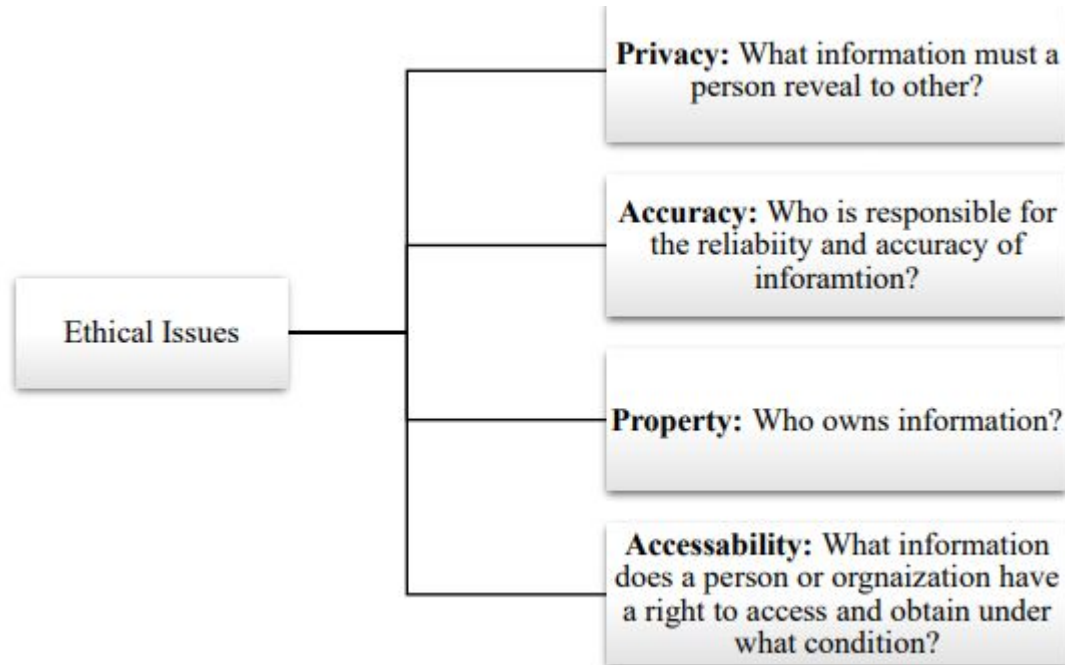 Privacy: What information must a
person reveal to other?
Accuracy: Who is responsible for
the reliabiity and accuracy of
inforamtion?
Ethical Issues
Property: Who owns information?
Accessability: What information
does a person or orgnaization have
a right to access and obtain under
what condition?